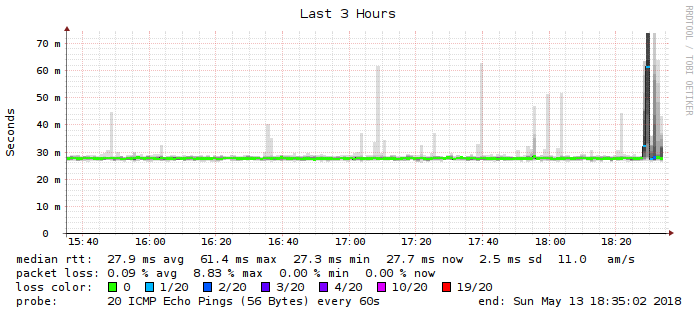 Last 3 Hours
RRDTOOL / TOBI OETIKER
Seconds
70 m
60 m
50 m
40 m
30 m
20 m
10 m
0
15:40 16:00 16:20 16:40 17:00 17:20 17:40 18:00 18:20
median rtt: 27.9 ms avg 61.4 ms max 27.3 ms min 27.7 ms now 2.5 ms sd 11.0 am/s
packet loss: 0.09 % avg 8.83 % max 0.00 % min 0.00 % now
loss color: 0 1/20 2/20 3/20 4/20 10/20 19/20
probe: 20 ICMP Echo Pings (56 Bytes) every 60s end: Sun May 13 18:35:02 2018